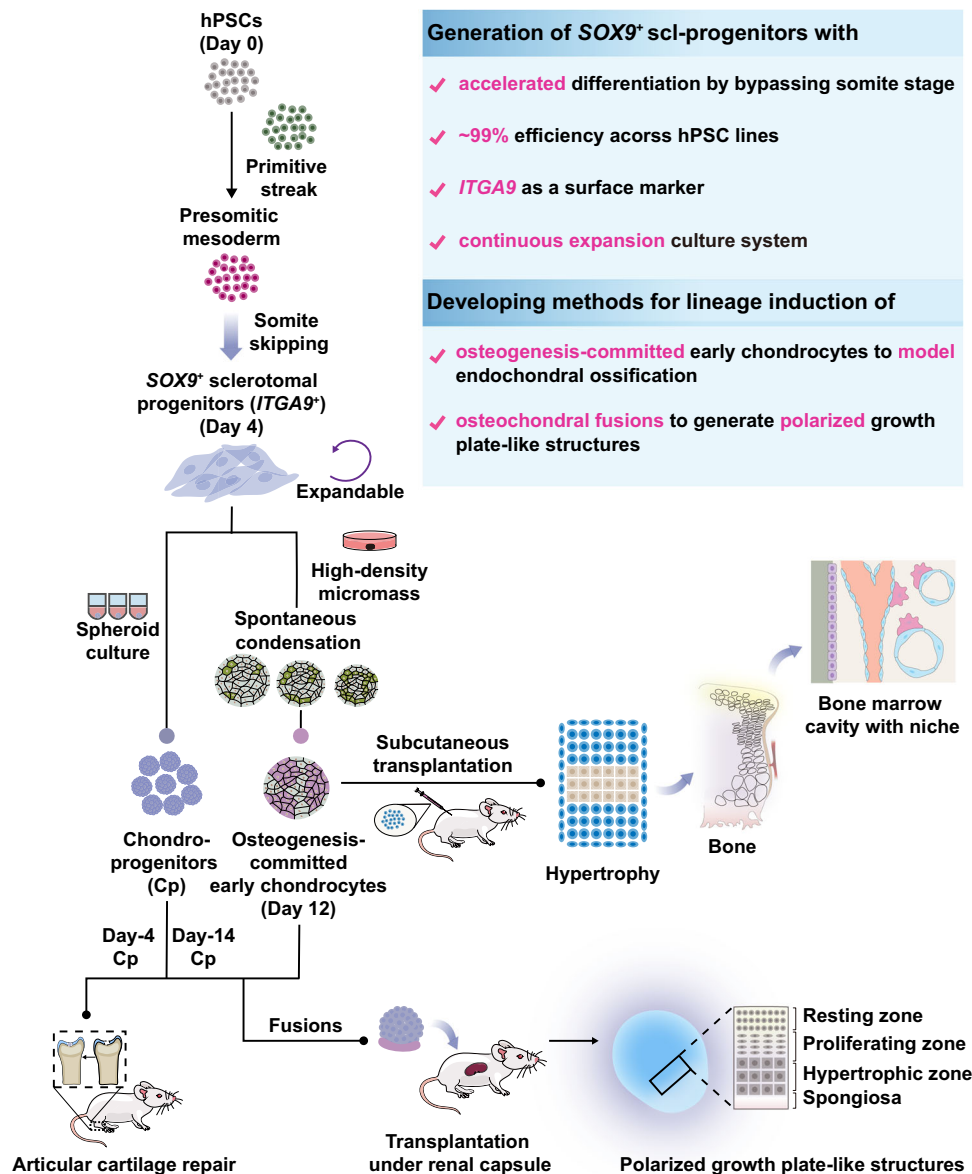 hPSCs
(Day 0)
Primitive
streak
Presomitic
mesoderm
Somite
skipping
SOX9⁺ sclerotomal
progenitors (ITGA9⁺)
(Day 4)
Expandable
Generation of SOX9⁺ scl-progenitors with
accelerated differentiation by bypassing somite stage
~99% efficiency acorss hPSC lines
ITGA9 as a surface marker
continuous expansion culture system
Developing methods for lineage induction of
osteogenesis-committed early chondrocytes to model
endochondral ossification
osteochondral fusions to generate polarized growth
plate-like structures
High-density
micromass
Spheroid
culture
Spontaneous
condensation
Chondro-
progenitors
(Cp)
Osteogenesis-
committed
early chondrocytes
(Day 12)
Subcutaneous
transplantation
Hypertrophy
Bone
Bone marrow
cavity with niche
Day-4
Cp
Day-14
Cp
Fusions
Articular cartilage repair
Transplantation
under renal capsule
Resting zone
Proliferating zone
Hypertrophic zone
Spongiosa
Polarized growth plate-like structures